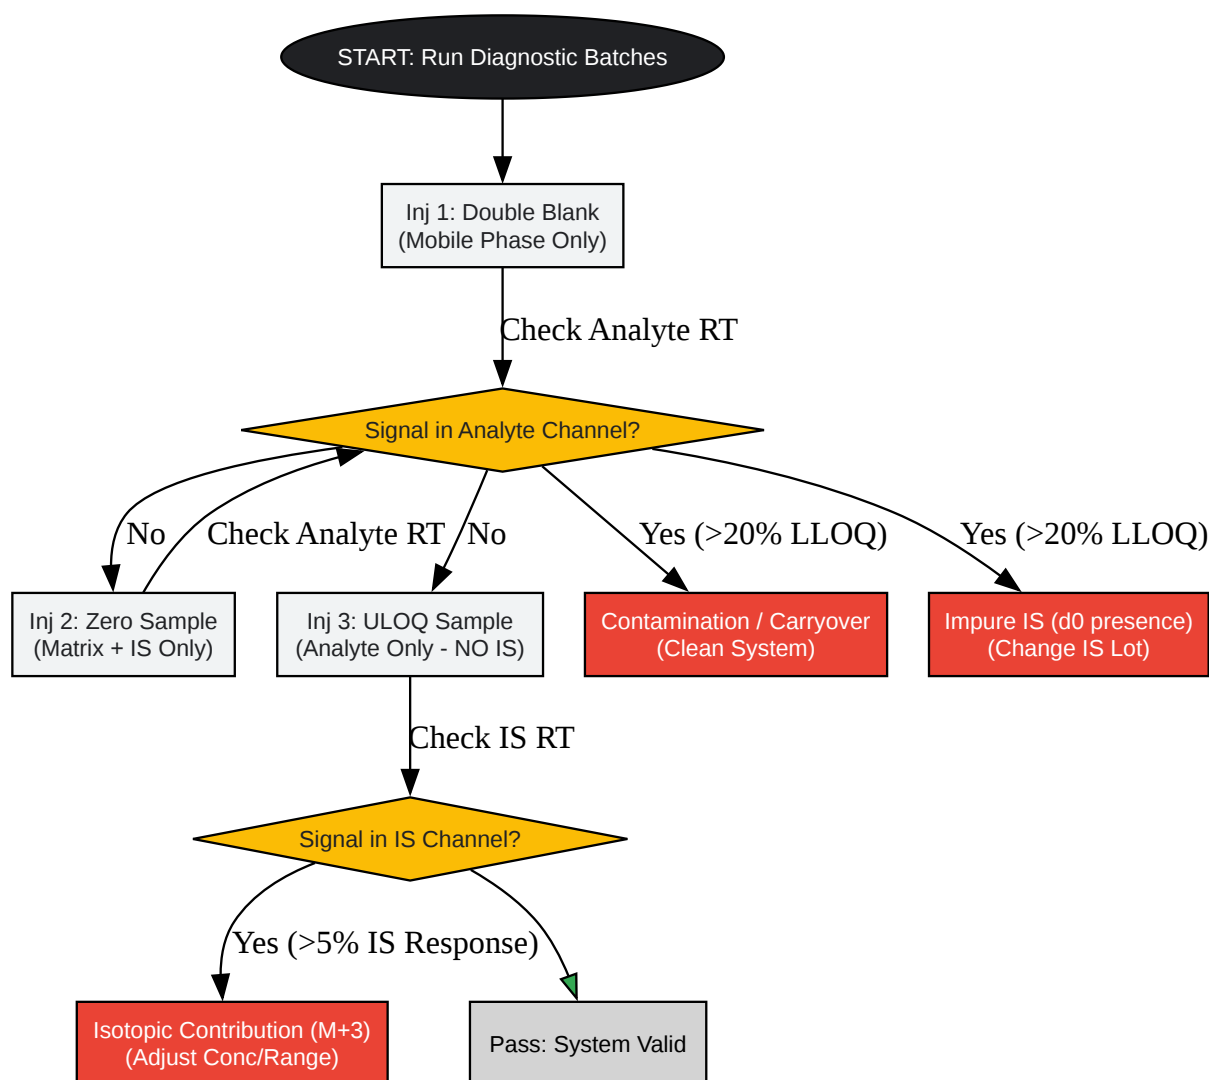 START: Run Diagnostic Batches
Inj 1: Double Blank
(Mobile Phase Only)
Check Analyte RT
Signal in Analyte Channel?
No
Check Analyte RT
No
Yes (>20% LLOQ)
Yes (>20% LLOQ)
Inj 2: Zero Sample
(Matrix + IS Only)
Inj 3: ULOQ Sample
(Analyte Only - NO IS)
Contamination / Carryover
(Clean System)
Impure IS (d0 presence)
(Change IS Lot)
Check IS RT
Signal in IS Channel?
Yes (>5% IS Response)
Isotopic Contribution (M+3)
(Adjust Conc/Range)
Pass: System Valid